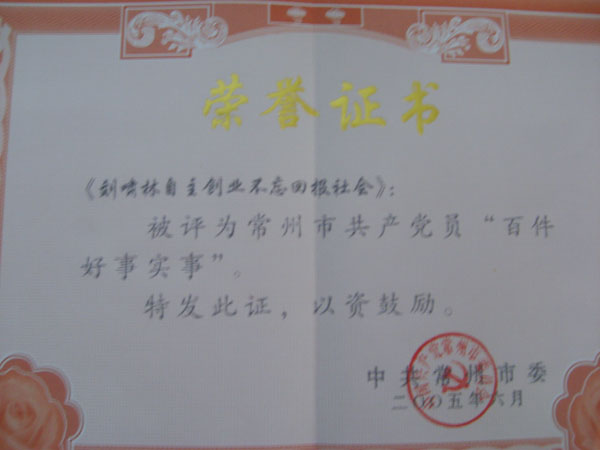 荣誉证书
《刘啸林自主创业不忘回报社会》：
被评为常州市共产党员“百件
好事实事”。
特发此证，以资鼓励。
中共常州市委
二〇〇五年六月